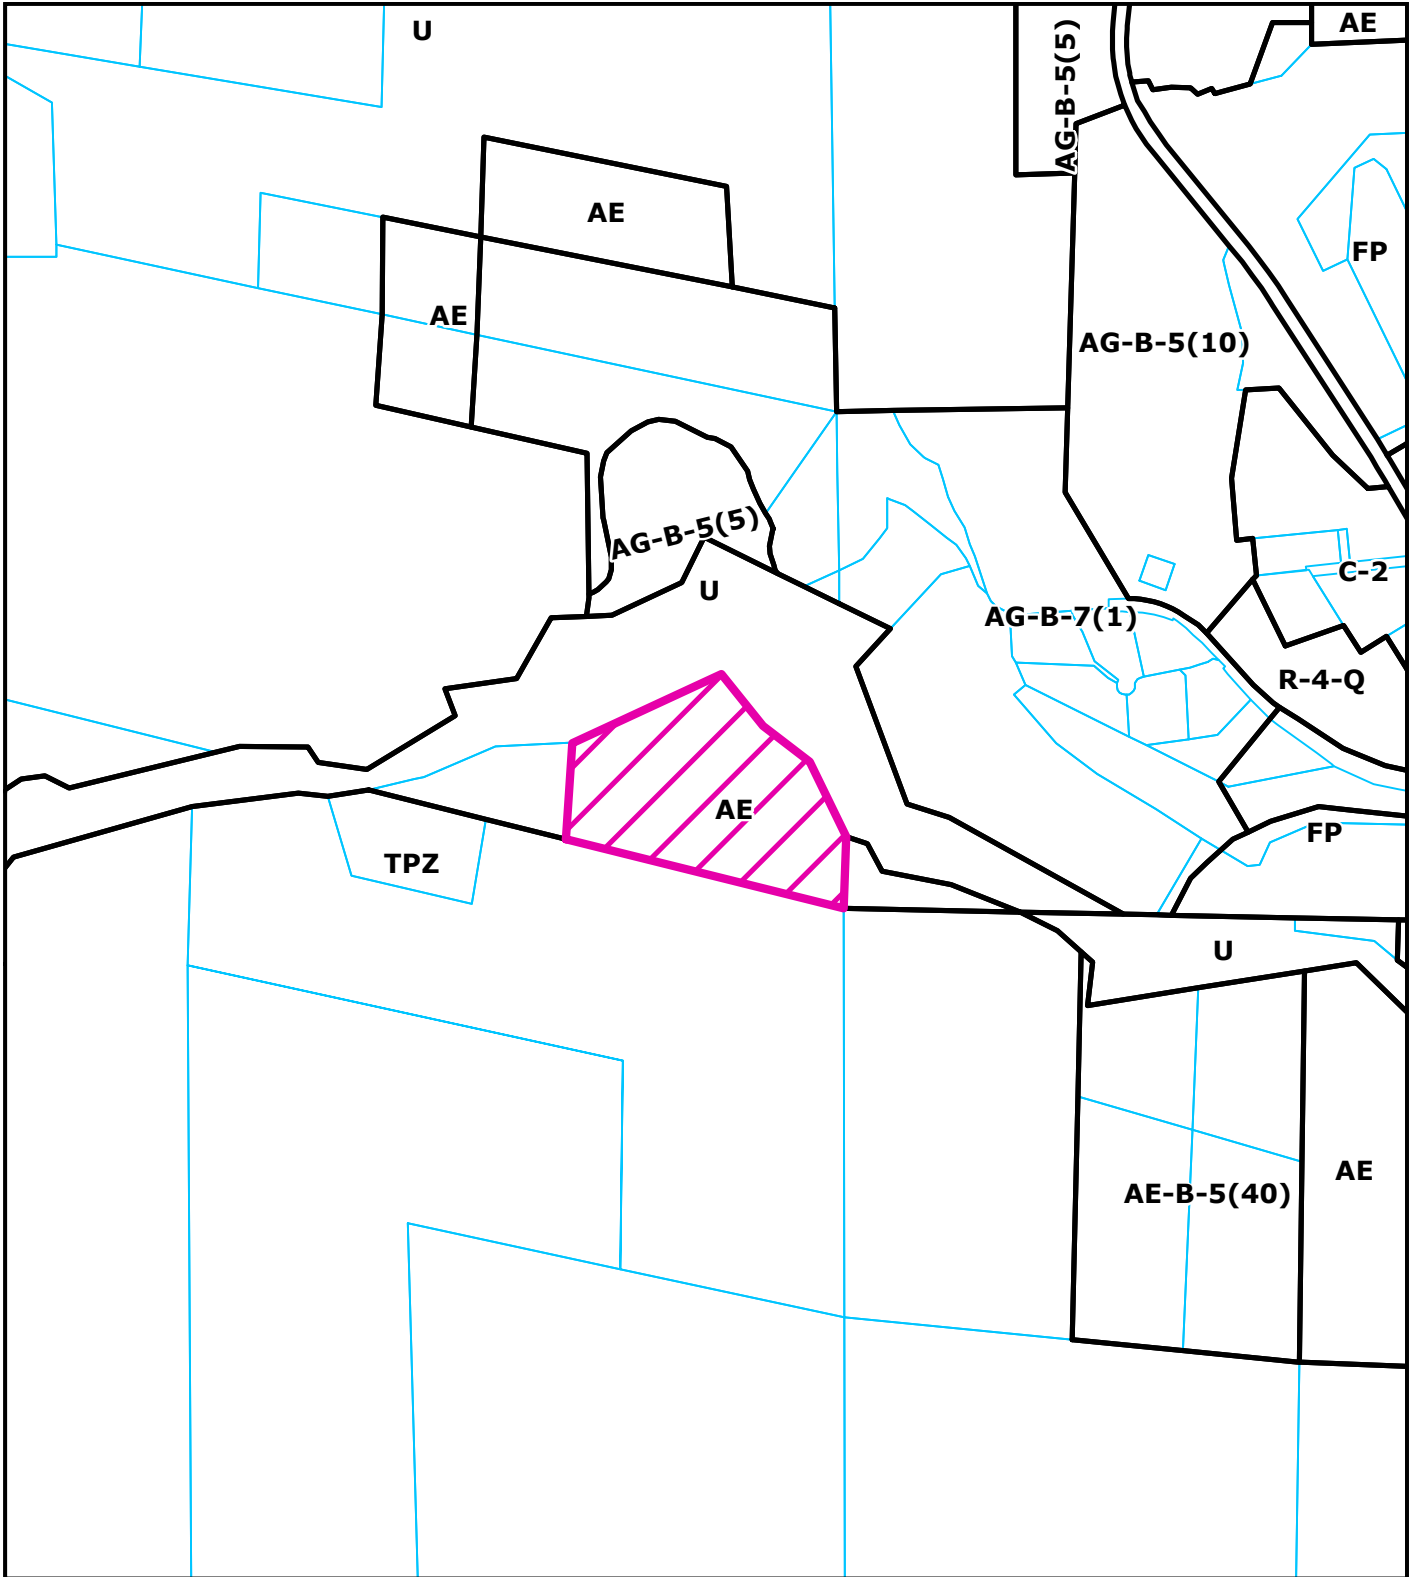 U
AE
AG-B-5(5)
AE
FP
AE
AG-B-5(10)
AG-B-5(5)
C-2
U
AG-B-7(1)
R-4-Q
AE
FP
TPZ
U
AE
AE-B-5(40)